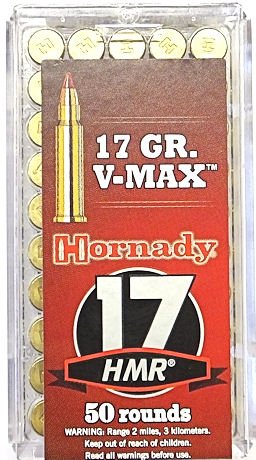 17 GR.
V-MAX™
Hornady
17
HMR®
50 rounds
WARNING: Range 2 miles, 3 kilometers.
Keep out of reach of children.
Read all warnings before use.